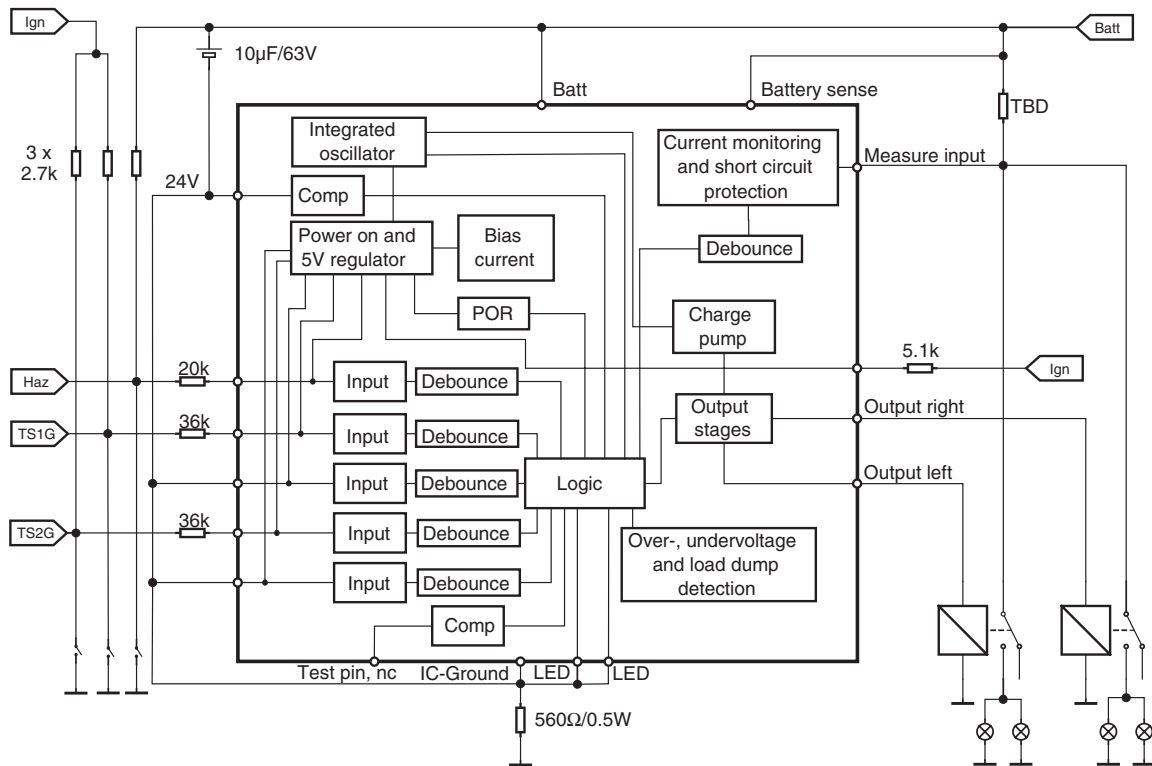 Ign
Batt
10µF/63V
Batt
Battery sense
TBD
Integrated
oscillator
Current monitoring
and short circuit
protection
Measure input
3 x
2.7k
24V
Comp
Power on and
5V regulator
Bias
current
Debounce
POR
Charge
pump
5.1k
Ign
Haz
20k
Input
Debounce
TS1G
36k
Input
Debounce
Output
stages
Output right
Input
Debounce
Logic
Output left
TS2G
36k
Input
Debounce
Over-, undervoltage
and load dump
detection
Input
Debounce
Comp
Test pin, nc
IC-Ground
LED
LED
560Ω/0.5W